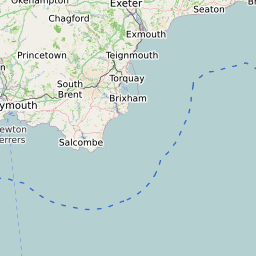 Okehampton
Exeter
Chagford
Exmouth
Seaton
Princetown
Teignmouth
South
Brent
Torquay
Brixham
ymouth
ewton
errers
Salcombe